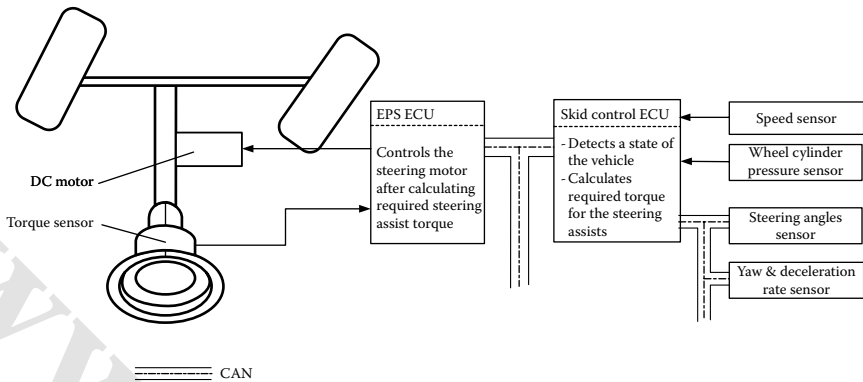 EPS ECU
Controls the
steering motor
after calculating
required steering
assist torque
Skid control ECU
- Detects a state of
the vehicle
- Calculates
required torque
for the steering
assists
Speed sensor
Wheel cylinder
pressure sensor
Steering angles
sensor
Yaw & deceleration
rate sensor
DC motor
Torque sensor
CAN